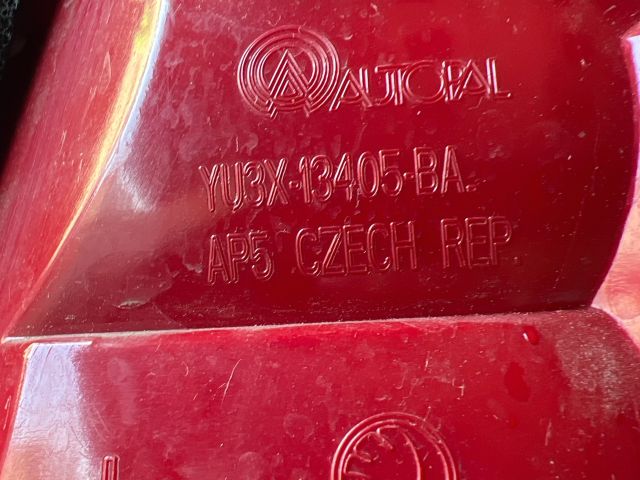 AUTOPAL
YU3X-13405-BA.
AP5 CZECH REP.